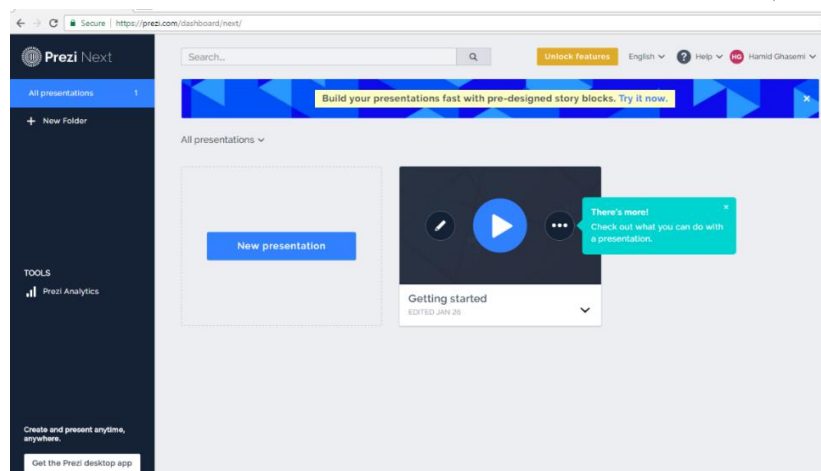 Secure | https://prezi.com/dashboard/next/
Prezi Next
Search...
Unlock features
English
? Help
HG Hamid Ghasemi
All presentations 1
+ New Folder
Build your presentations fast with pre-designed story blocks. Try it now.
All presentations
New presentation
There's more!
Check out what you can do with
a presentation.
Getting started
EDITED JAN 26
TOOLS
Prezi Analytics
Create and present anytime,
anywhere.
Get the Prezi desktop app